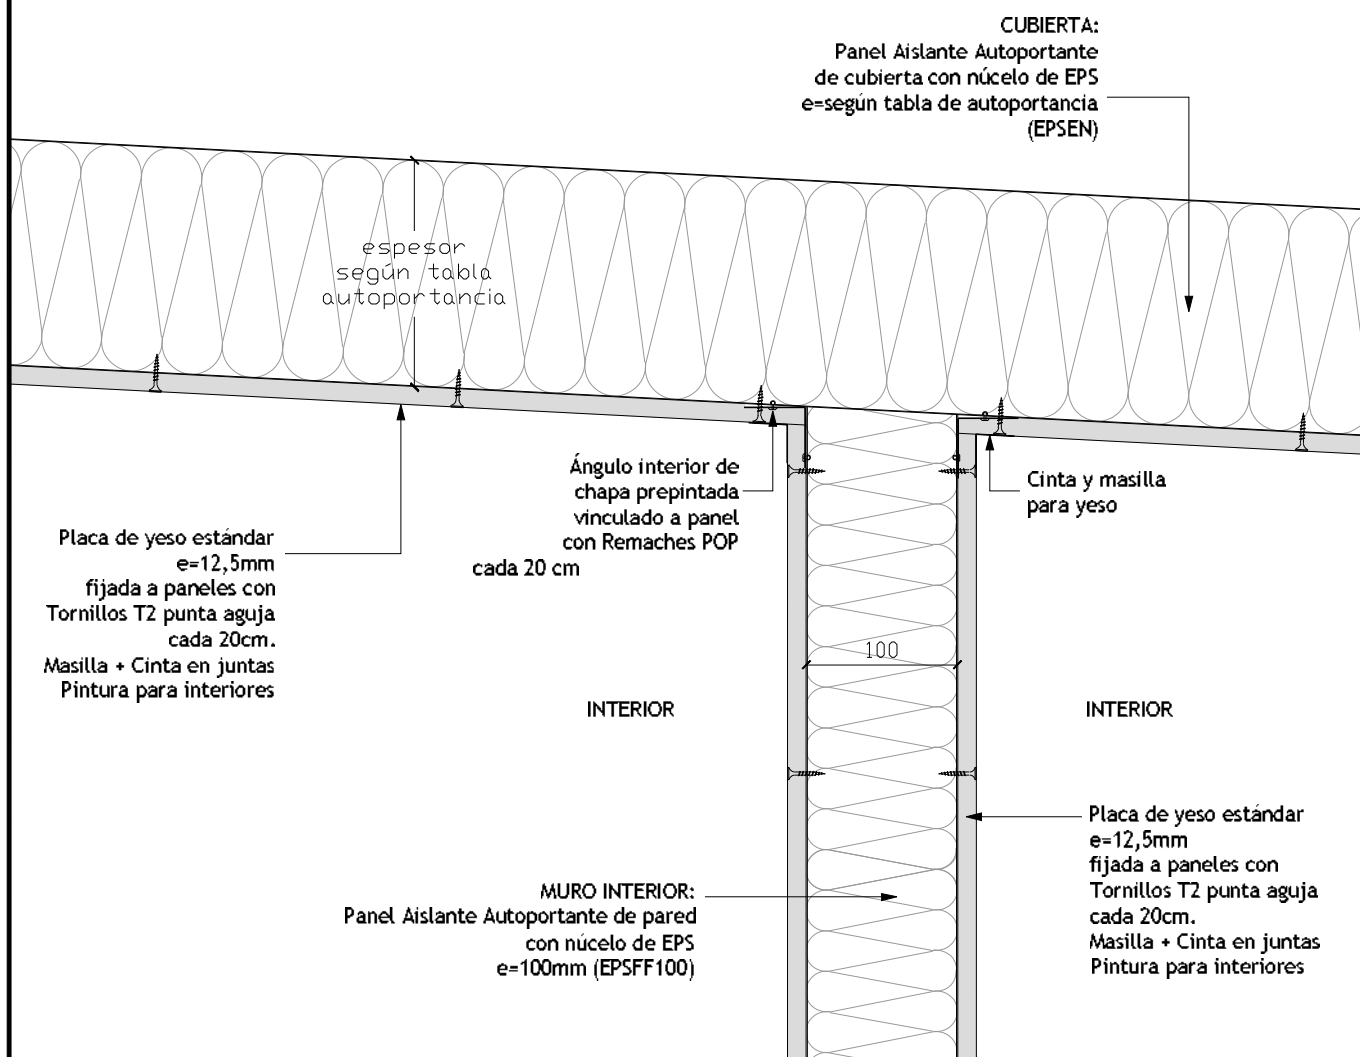 CUBIERTA:
Panel Aislante Autoportante
de cubierta con núcelo de EPS
e=según tabla de autoportancia
(EPSEN)
espesor
según tabla
autoportancia
Ángulo interior de
chapa prepintada
vinculado a panel
con Remaches POP
cada 20 cm
Cinta y masilla
para yeso
Placa de yeso estándar
e=12,5mm
fijada a paneles con
Tornillos T2 punta aguja
cada 20cm.
Masilla + Cinta en juntas
Pintura para interiores
100
INTERIOR
INTERIOR
Placa de yeso estándar
e=12,5mm
fijada a paneles con
Tornillos T2 punta aguja
cada 20cm.
Masilla + Cinta en juntas
Pintura para interiores
MURO INTERIOR:
Panel Aislante Autoportante de pared
con núcelo de EPS
e=100mm (EPSFF100)